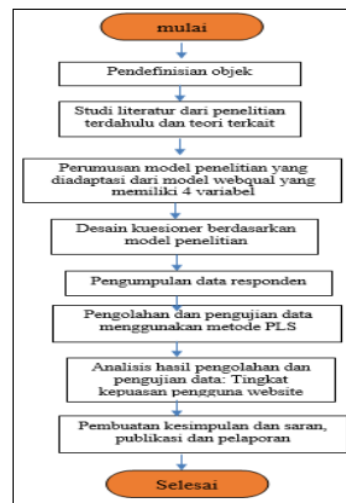 mulai
Pendefinisian objek
Studi literatur dari penelitian
terdahulu dan teori terkait
Perumusan model penelitian yang
diadaptasi dari model webqual yang
memiliki 4 variabel
Desain kuesioner berdasarkan
model penelitian
Pengumpulan data responden
Pengolahan dan pengujian data
menggunakan metode PLS
Analisis hasil pengolahan dan
pengujian data: Tingkat
kepuasan pengguna website
Pembuatan kesimpulan dan saran,
publikasi dan pelaporan
Selesai